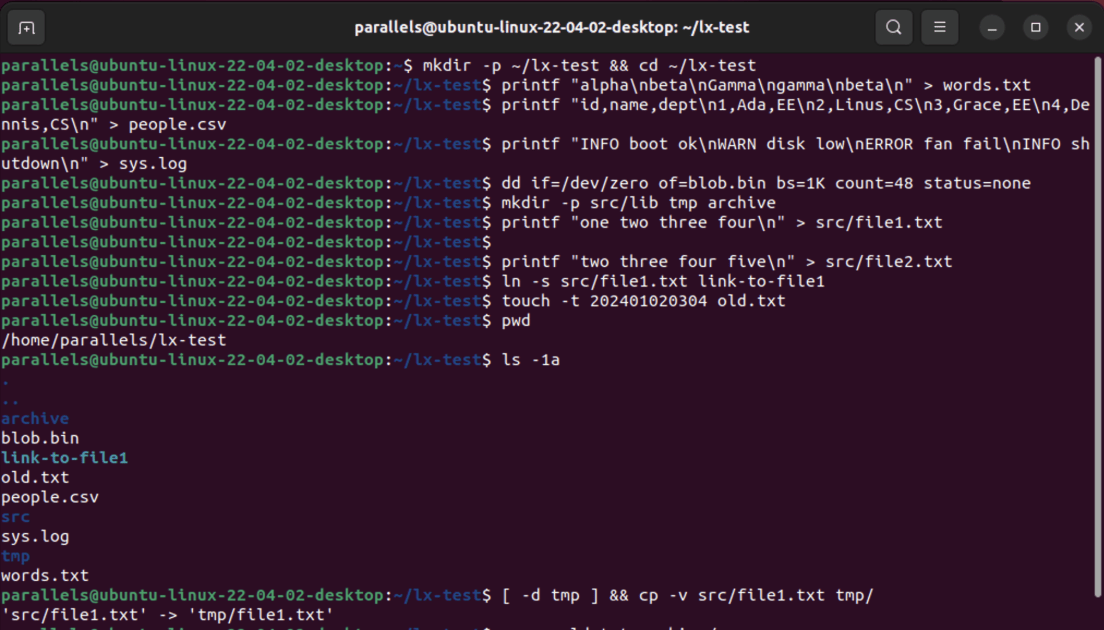 parallels@ubuntu-linux-22-04-02-desktop: ~/lx-test
parallels@ubuntu-linux-22-04-02-desktop:~$ mkdir -p ~/lx-test && cd ~/lx-test
parallels@ubuntu-linux-22-04-02-desktop:~/lx-test$ printf "alpha\nbeta\nGamma\ngamma\nbeta\n" > words.txt
parallels@ubuntu-linux-22-04-02-desktop:~/lx-test$ printf "id,name,dept\n1,Ada,EE\n2,Linus,CS\n3,Grace,EE\n4,De
nnis,CS\n" > people.csv
parallels@ubuntu-linux-22-04-02-desktop:~/lx-test$ printf "INFO boot ok\nWARN disk low\nERROR fan fail\nINFO sh
utdown\n" > sys.log
parallels@ubuntu-linux-22-04-02-desktop:~/lx-test$ dd if=/dev/zero of=blob.bin bs=1K count=48 status=none
parallels@ubuntu-linux-22-04-02-desktop:~/lx-test$ mkdir -p src/lib tmp archive
parallels@ubuntu-linux-22-04-02-desktop:~/lx-test$ printf "one two three four\n" > src/file1.txt
parallels@ubuntu-linux-22-04-02-desktop:~/lx-test$
parallels@ubuntu-linux-22-04-02-desktop:~/lx-test$ printf "two three four five\n" > src/file2.txt
parallels@ubuntu-linux-22-04-02-desktop:~/lx-test$ ln -s src/file1.txt link-to-file1
parallels@ubuntu-linux-22-04-02-desktop:~/lx-test$ touch -t 202401020304 old.txt
parallels@ubuntu-linux-22-04-02-desktop:~/lx-test$ pwd
/home/parallels/lx-test
parallels@ubuntu-linux-22-04-02-desktop:~/lx-test$ ls -1a
.
..
archive
blob.bin
link-to-file1
old.txt
people.csv
src
sys.log
tmp
words.txt
parallels@ubuntu-linux-22-04-02-desktop:~/lx-test$ [ -d tmp ] && cp -v src/file1.txt tmp/
'src/file1.txt' -> 'tmp/file1.txt'